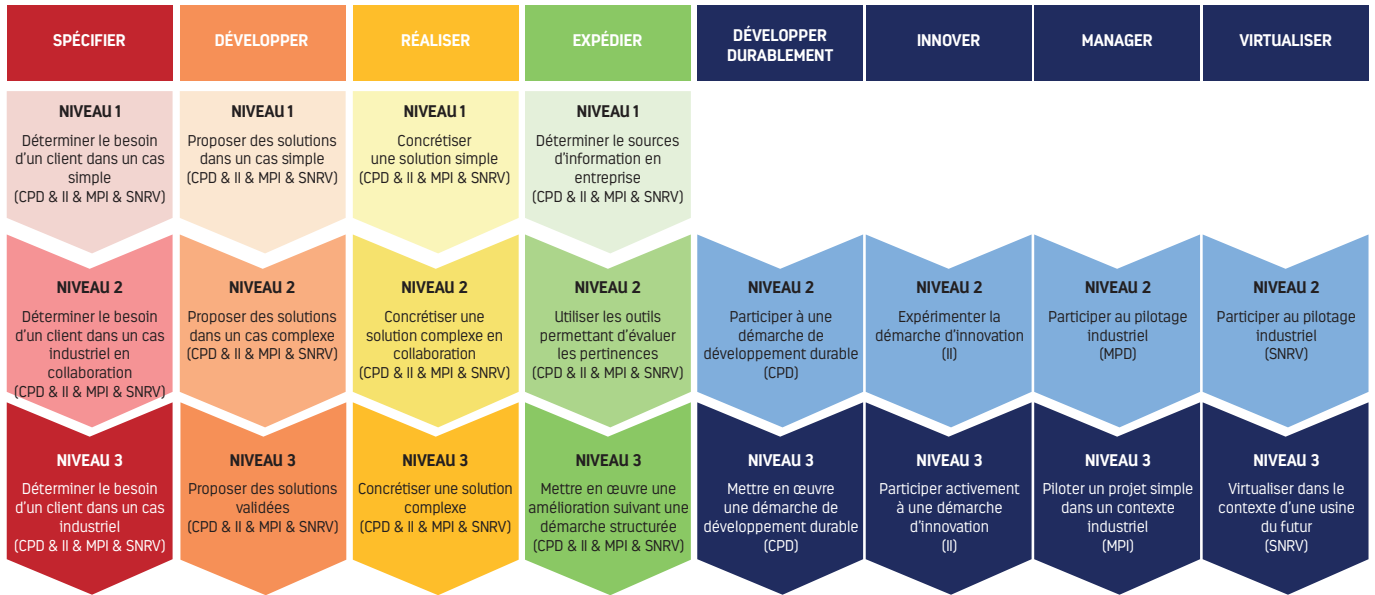 SPÉCIFIER
DÉVELOPPER
RÉALISER
EXPÉDIER
DÉVELOPPER
DURABLEMENT
INNOVER
MANAGER
VIRTUALISER
NIVEAU 1
Déterminer le besoin
d'un client dans un cas
simple
(CPD & II & MPI & SNRV)
NIVEAU 1
Proposer des solutions
dans un cas simple
(CPD & II & MPI & SNRV)
NIVEAU 1
Concrétiser
une solution simple
(CPD & II & MPI & SNRV)
NIVEAU 1
Déterminer le sources
d'information en
entreprise
(CPD & II & MPI & SNRV)
NIVEAU 2
Déterminer le besoin
d'un client dans un cas
industriel en
collaboration
(CPD & II & MPI & SNRV)
NIVEAU 2
Proposer des solutions
dans un cas complexe
(CPD & II & MPI & SNRV)
NIVEAU 2
Concrétiser une
solution complexe en
collaboration
(CPD & II & MPI & SNRV)
NIVEAU 2
Utiliser les outils
permettant d'évaluer
les pertinences
(CPD & II & MPI & SNRV)
NIVEAU 2
Participer à une
démarche de
développement durable
(CPD)
NIVEAU 2
Expérimenter la
démarche d'innovation
(II)
NIVEAU 2
Participer au pilotage
industriel
(MPD)
NIVEAU 2
Participer au pilotage
industriel
(SNRV)
NIVEAU 3
Déterminer le besoin
d'un client dans un cas
industriel
(CPD & II & MPI & SNRV)
NIVEAU 3
Proposer des solutions
validées
(CPD & II & MPI & SNRV)
NIVEAU 3
Concrétiser une solution
complexe
(CPD & II & MPI & SNRV)
NIVEAU 3
Mettre en œuvre une
amélioration suivant une
démarche structurée
(CPD & II & MPI & SNRV)
NIVEAU 3
Mettre en œuvre
une démarche de
développement durable
(CPD)
NIVEAU 3
Participer activement
à une démarche
d'innovation
(II)
NIVEAU 3
Piloter un projet simple
dans un contexte
industriel
(MPI)
NIVEAU 3
Virtualiser dans le
contexte d'une usine
du futur
(SNRV)